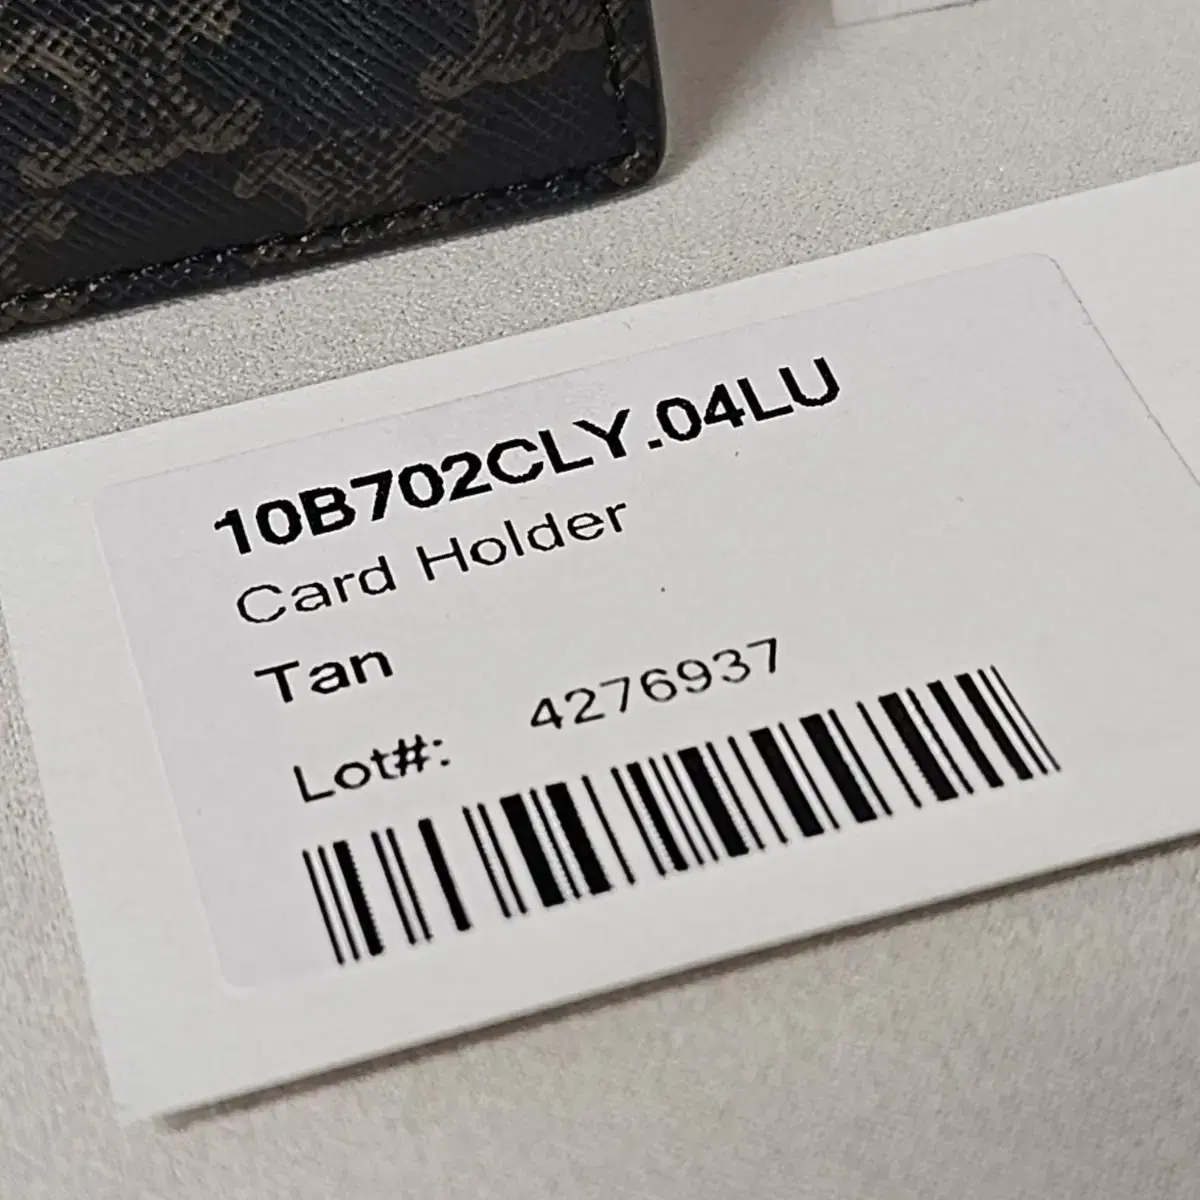 10B702CLY.04LU
Card Holder
Tan
Lot#: 4276937